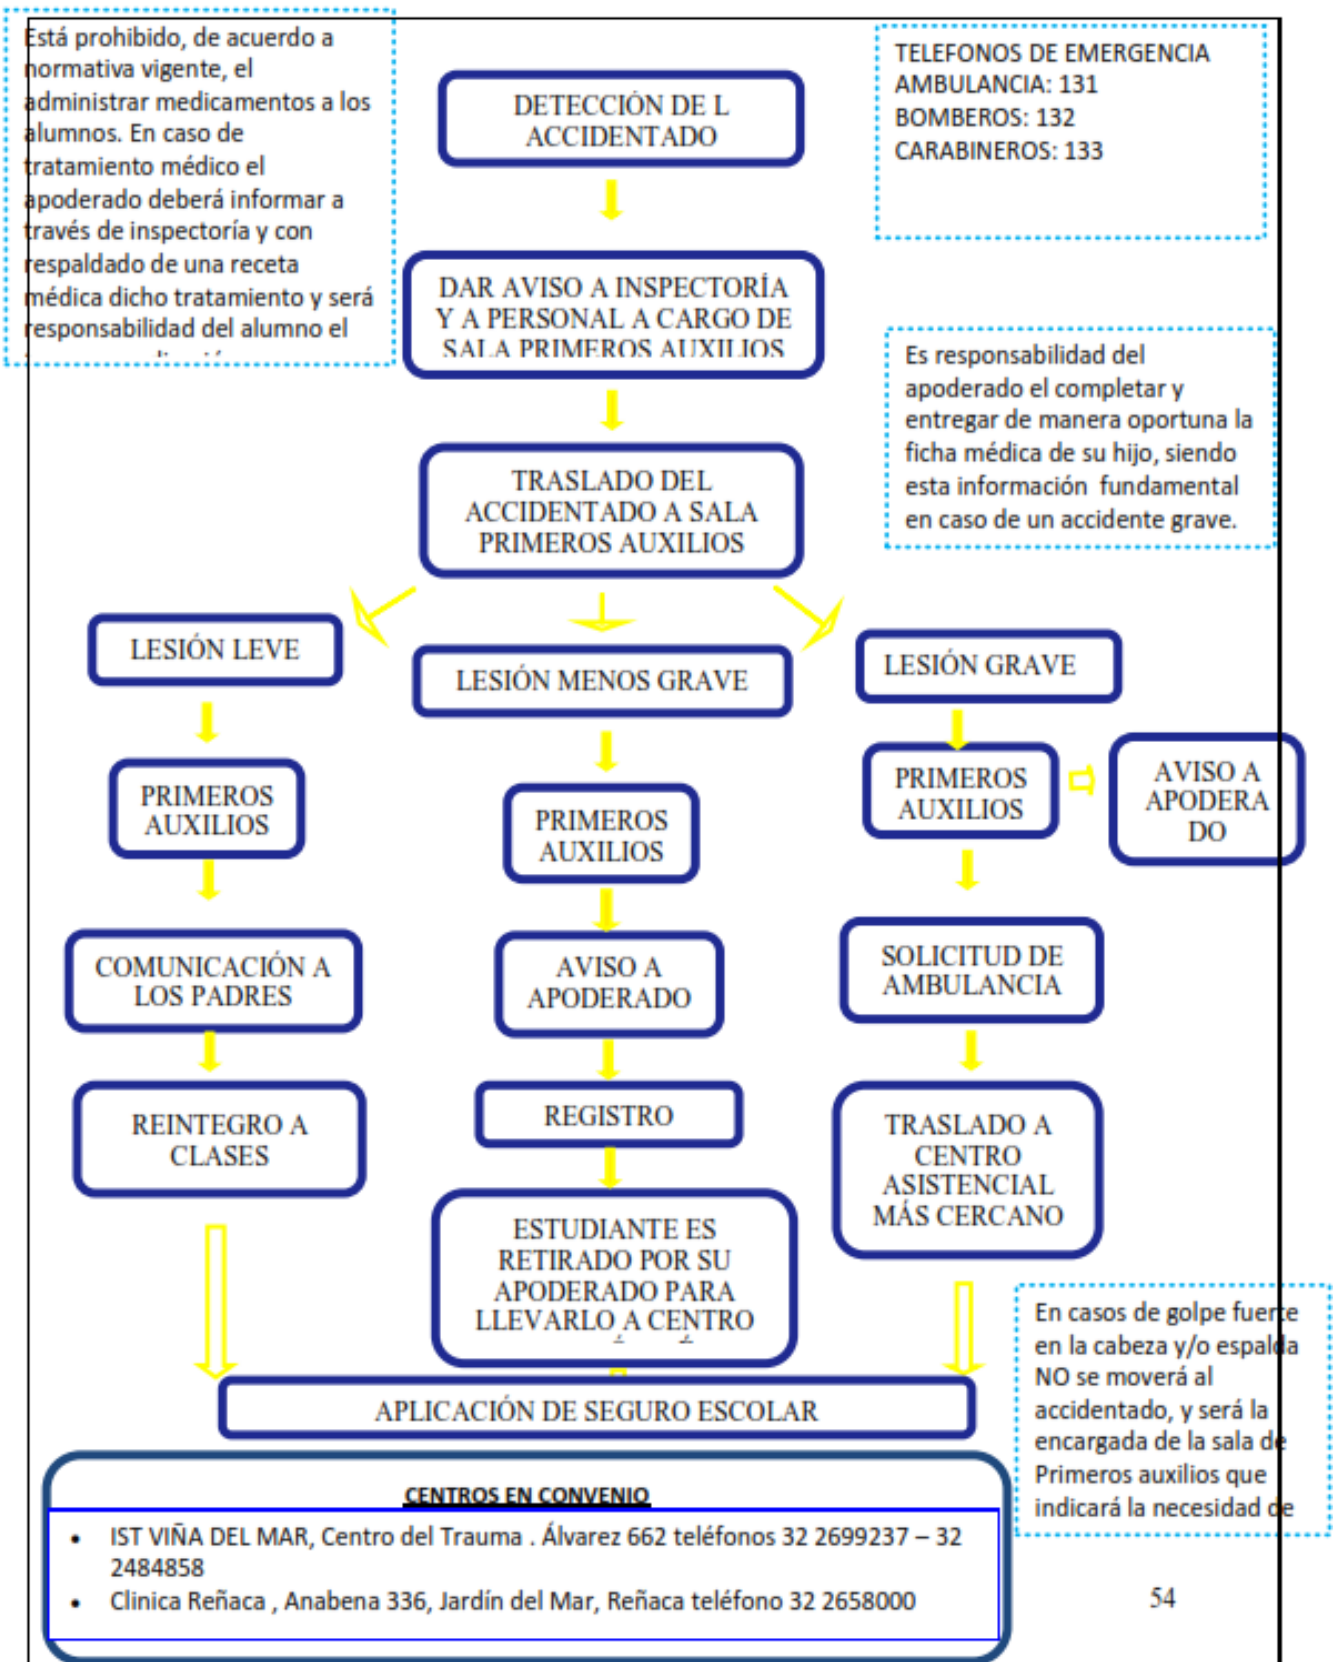 Está prohibido, de acuerdo a
normativa vigente, el
administrar medicamentos a los
alumnos. En caso de
tratamiento médico el
apoderado deberá informar a
través de inspectoría y con
respaldado de una receta
médica dicho tratamiento y será
responsabilidad del alumno el
TELEFONOS DE EMERGENCIA
AMBULANCIA: 131
BOMBEROS: 132
CARABINEROS: 133
DETECCIÓN DE L
ACCIDENTADO
DAR AVISO A INSPECTORÍA
Y A PERSONAL A CARGO DE
SALA PRIMEROS AUXILIOS
Es responsabilidad del
apoderado el completar y
entregar de manera oportuna la
ficha médica de su hijo, siendo
esta información fundamental
en caso de un accidente grave.
TRASLADO DEL
ACCIDENTADO A SALA
PRIMEROS AUXILIOS
LESIÓN LEVE
LESIÓN MENOS GRAVE
LESIÓN GRAVE
PRIMEROS
AUXILIOS
PRIMEROS
AUXILIOS
PRIMEROS
AUXILIOS
AVISO A
APODERA
DO
COMUNICACIÓN A
LOS PADRES
AVISO A
APODERADO
SOLICITUD DE
AMBULANCIA
REINTEGRO A
CLASES
REGISTRO
TRASLADO A
CENTRO
ASISTENCIAL
MÁS CERCANO
ESTUDIANTE ES
RETIRADO POR SU
APODERADO PARA
LLEVARLO A CENTRO
En casos de golpe fuerte
en la cabeza y/o espalda
NO se moverá al
accidentado, y será la
encargada de la sala de
Primeros auxilios que
indicará la necesidad de
APLICACIÓN DE SEGURO ESCOLAR
CENTROS EN CONVENIO
• IST VIÑA DEL MAR, Centro del Trauma . Álvarez 662 teléfonos 32 2699237 – 32
2484858
• Clinica Reñaca , Anabena 336, Jardín del Mar, Reñaca teléfono 32 2658000
54